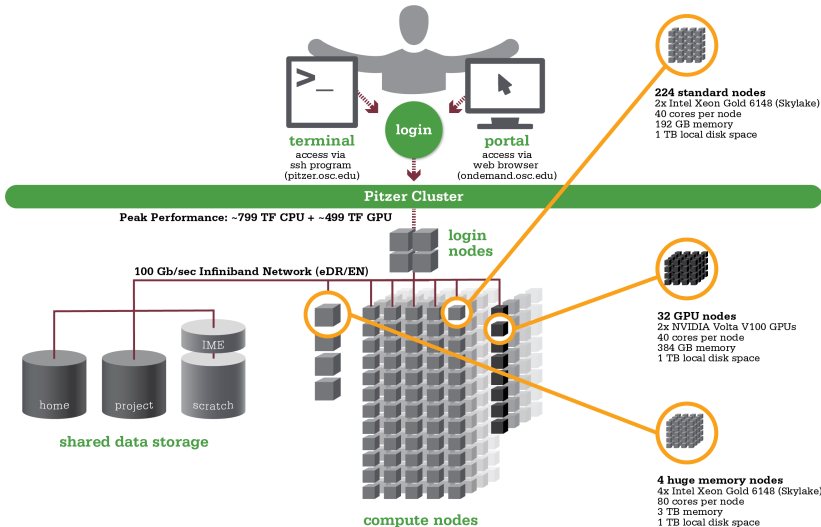 >_
terminal
access via
ssh program
(pitzer.osc.edu)
login
portal
access via
web browser
(ondemand.osc.edu)
224 standard nodes
2x Intel Xeon Gold 6148 (Skylake)
40 cores per node
192 GB memory
1 TB local disk space
Pitzer Cluster
Peak Performance: ~799 TF CPU + ~499 TF GPU
login
nodes
100 Gb/sec Infiniband Network (eDR/EN)
32 GPU nodes
2x NVIDIA Volta V100 GPUs
40 cores per node
384 GB memory
1 TB local disk space
IME
home
project
scratch
shared data storage
4 huge memory nodes
4x Intel Xeon Gold 6148 (Skylake)
80 cores per node
3 TB memory
1 TB local disk space
compute nodes